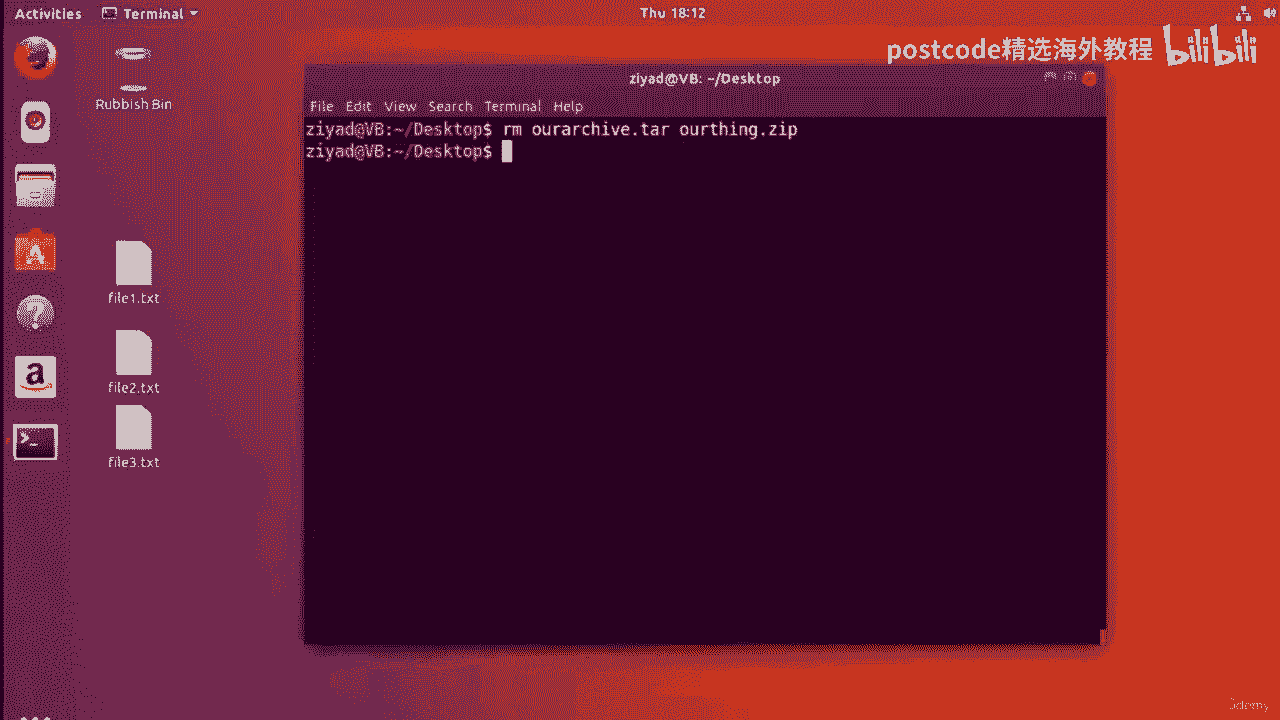 Activities Terminal Thu 18:12
postcode精选海外教程 bilibili
Rubbish Bin
ziyad@VB: ~/Desktop
File Edit View Search Terminal Help
ziyad@VB:~/Desktop$ rm ourarchive.tar ourthing.zip
ziyad@VB:~/Desktop$
file1.txt
file2.txt
file3.txt
Udemy